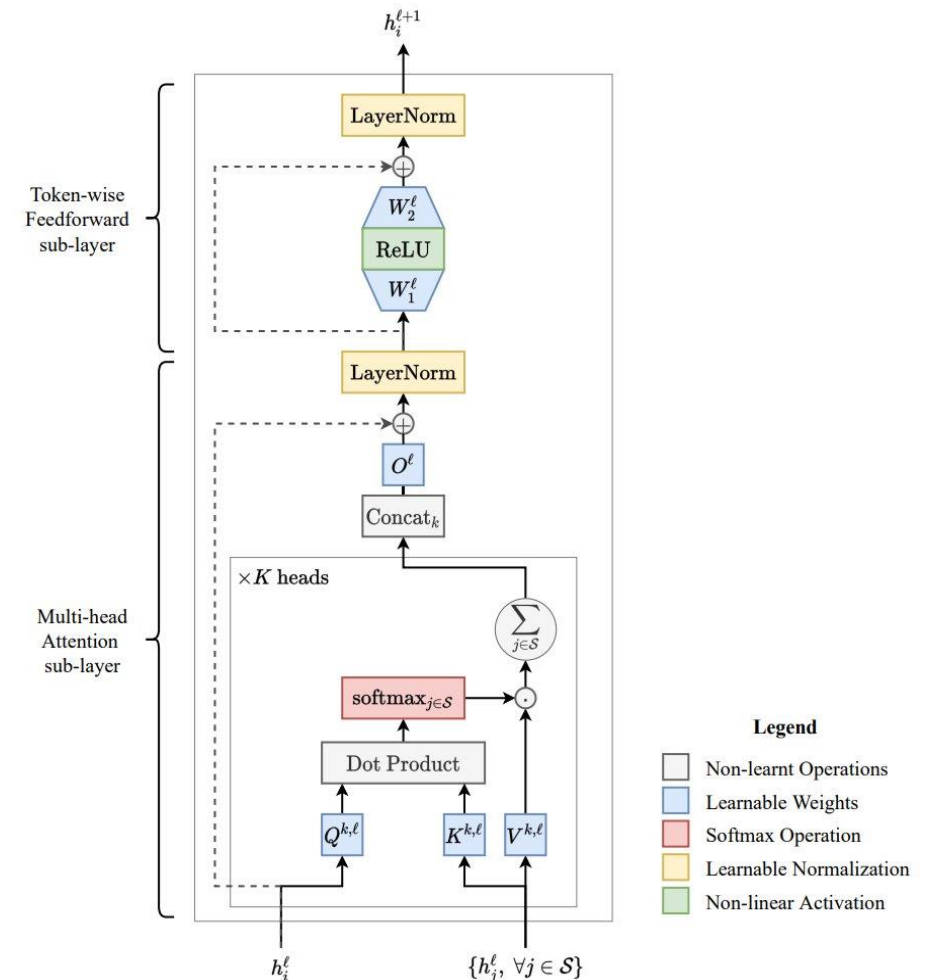 h_i^{ℓ+1}
LayerNorm
+
W_2^ℓ
ReLU
W_1^ℓ
Token-wise
Feedforward
sub-layer
LayerNorm
+
O^ℓ
Concat_k
×K heads
∑
j∈S
softmax_{j∈S}
·
Dot Product
Q^{k,ℓ}
K^{k,ℓ}
V^{k,ℓ}
Multi-head
Attention
sub-layer
h_i^ℓ
{h_j^ℓ, ∀j ∈ S}
Legend
Non-learnt Operations
Learnable Weights
Softmax Operation
Learnable Normalization
Non-linear Activation